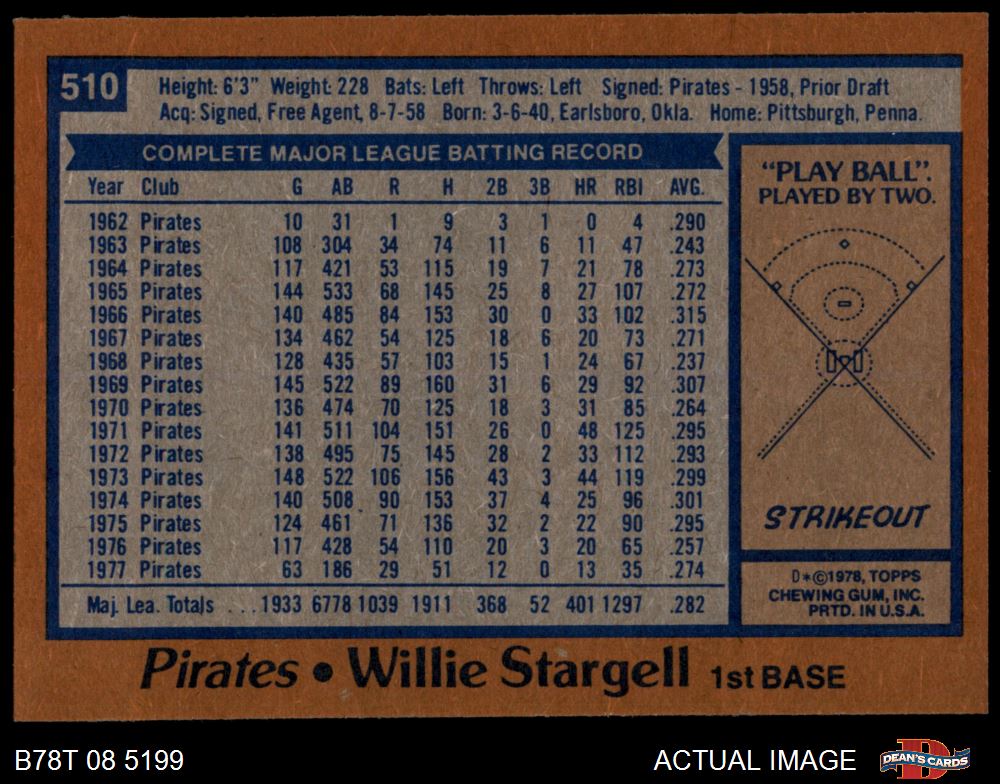 510
Height: 6'3" Weight: 228 Bats: Left Throws: Left Signed: Pirates - 1958, Prior Draft
Acq: Signed, Free Agent, 8-7-58 Born: 3-6-40, Earlsboro, Okla. Home: Pittsburgh, Penna.
COMPLETE MAJOR LEAGUE BATTING RECORD
Year Club G AB R H 2B 3B HR RBI AVG.
1962 Pirates 10 31 1 9 3 1 0 4 .290
1963 Pirates 108 304 34 74 11 6 11 47 .243
1964 Pirates 117 421 53 115 19 7 21 78 .273
1965 Pirates 144 533 68 145 25 8 27 107 .272
1966 Pirates 140 485 84 153 30 0 33 102 .315
1967 Pirates 134 462 54 125 18 6 20 73 .271
1968 Pirates 128 435 57 103 15 1 24 67 .237
1969 Pirates 145 522 89 160 31 6 29 92 .307
1970 Pirates 136 474 70 125 18 3 31 85 .264
1971 Pirates 141 511 104 151 26 0 48 125 .295
1972 Pirates 138 495 75 145 28 2 33 112 .293
1973 Pirates 148 522 106 156 43 3 44 119 .299
1974 Pirates 140 508 90 153 37 4 25 96 .301
1975 Pirates 124 461 71 136 32 2 22 90 .295
1976 Pirates 117 428 54 110 20 3 20 65 .257
1977 Pirates 63 186 29 51 12 0 13 35 .274
Maj. Lea. Totals ... 1933 6778 1039 1911 368 52 401 1297 .282
"PLAY BALL".
PLAYED BY TWO.
STRIKEOUT
D*©1978, TOPPS
CHEWING GUM, INC.
PRTD. IN U.S.A.
Pirates • Willie Stargell 1st BASE
B78T 08 5199
ACTUAL IMAGE
DEAN'S CARDS